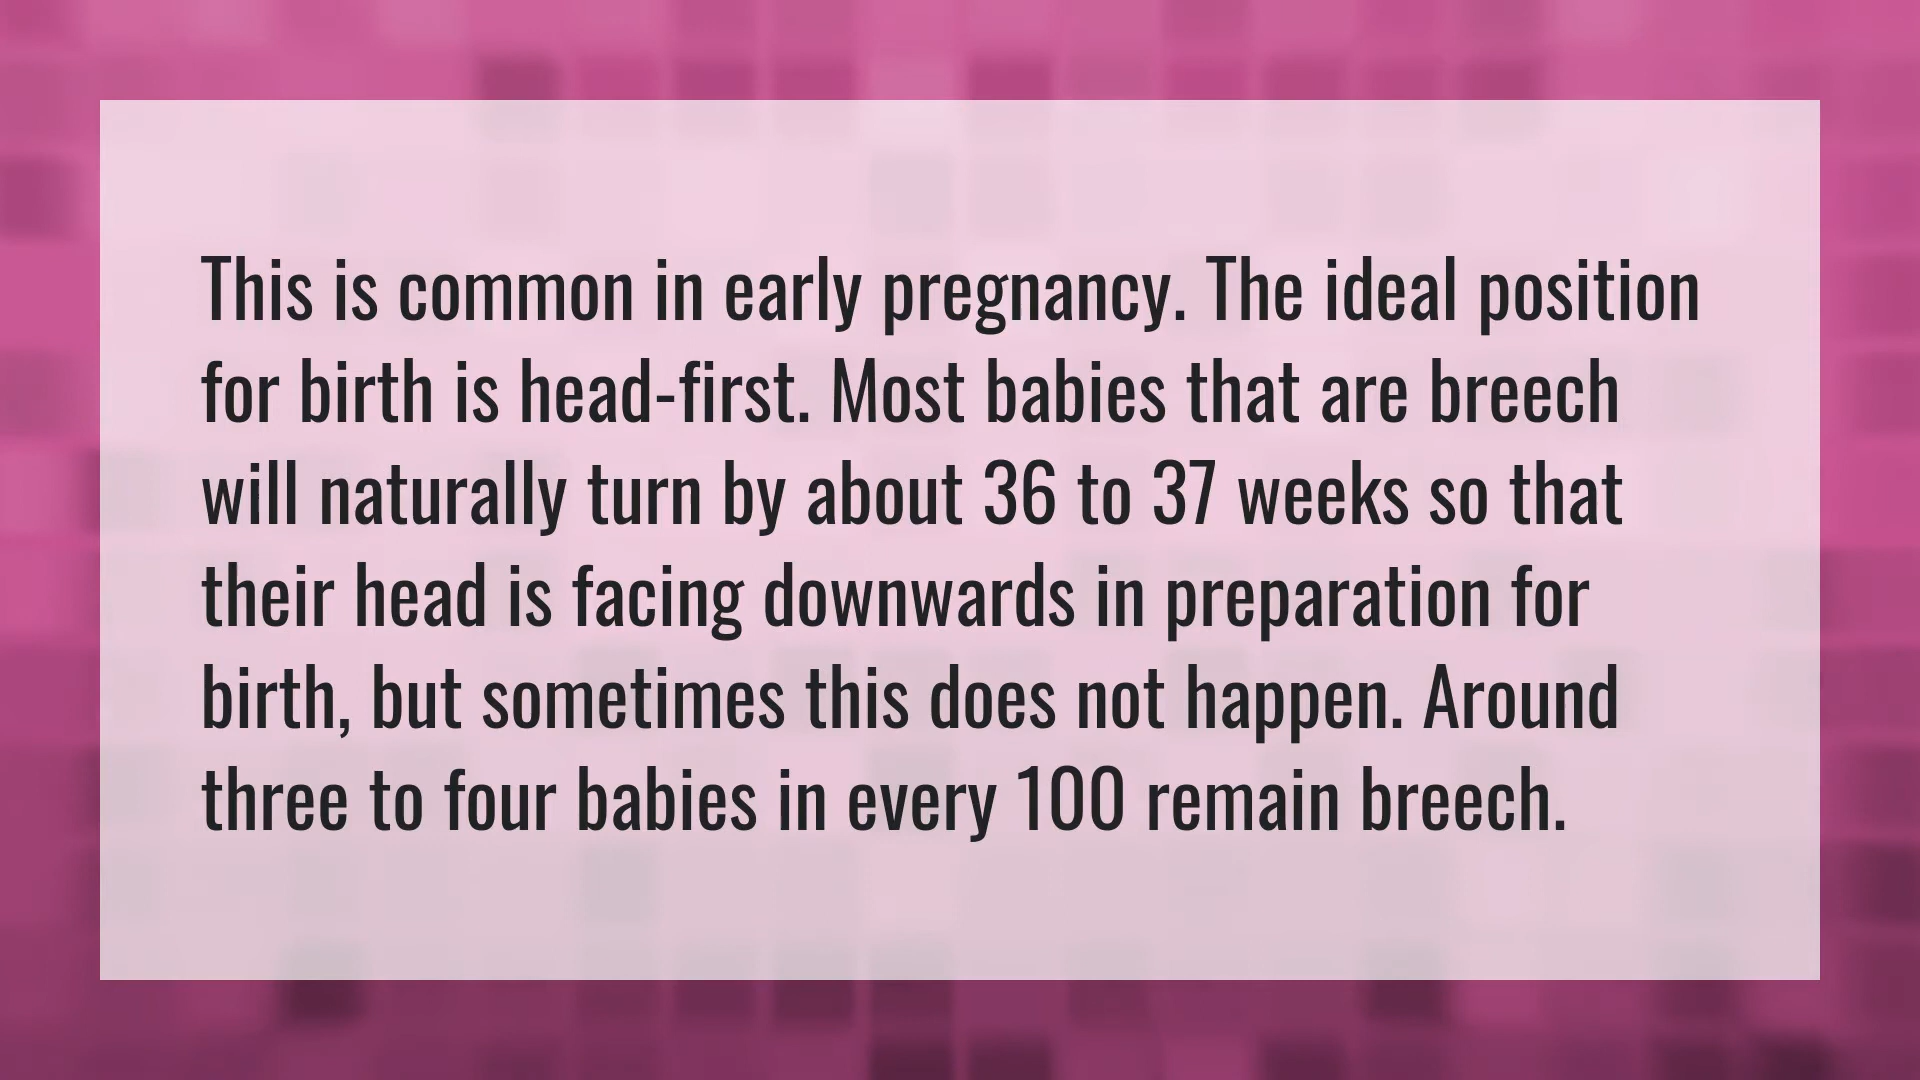 This is common in early pregnancy. The ideal position
for birth is head-first. Most babies that are breech
will naturally turn by about 36 to 37 weeks so that
their head is facing downwards in preparation for
birth, but sometimes this does not happen. Around
three to four babies in every 100 remain breech.